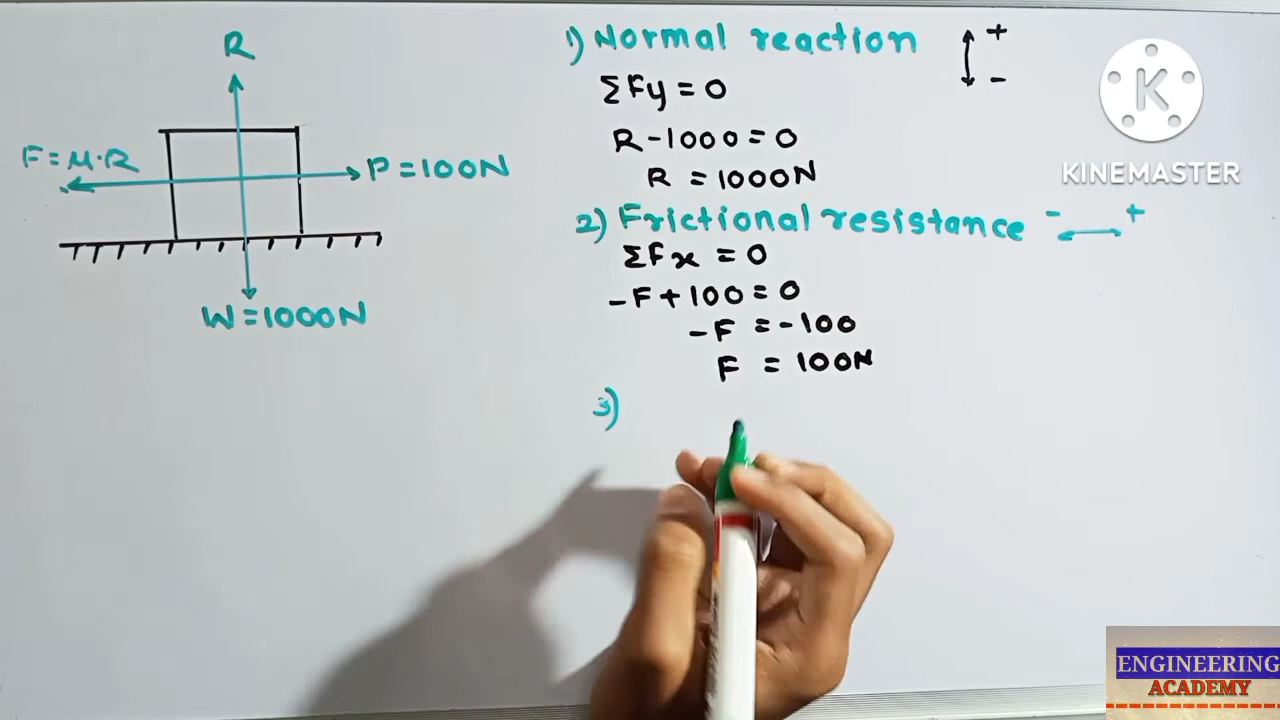 R
F = μ·R
P = 100N
W = 1000N
1) Normal reaction + -
ΣFy = 0
R - 1000 = 0
R = 1000N
2) Frictional resistance - +
ΣFx = 0
-F + 100 = 0
-F = -100
F = 100N
3)
K
KINEMASTER
ENGINEERING
ACADEMY